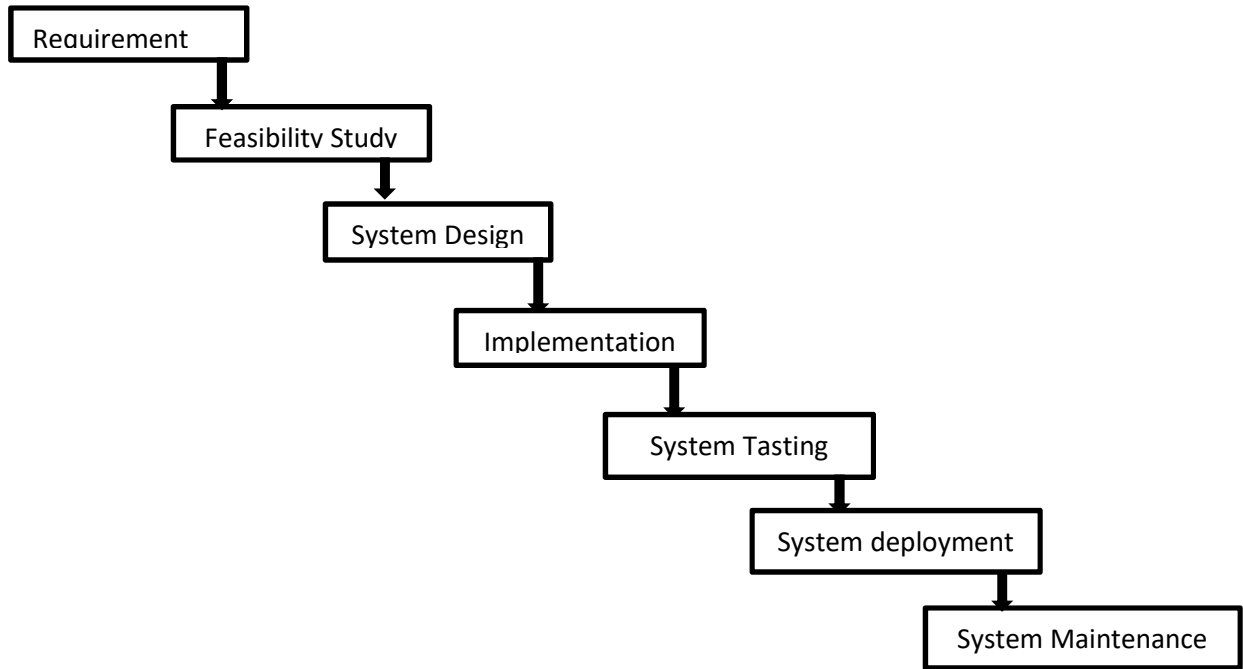 Requirement
Feasibility Study
System Design
Implementation
System Tasting
System deployment
System Maintenance